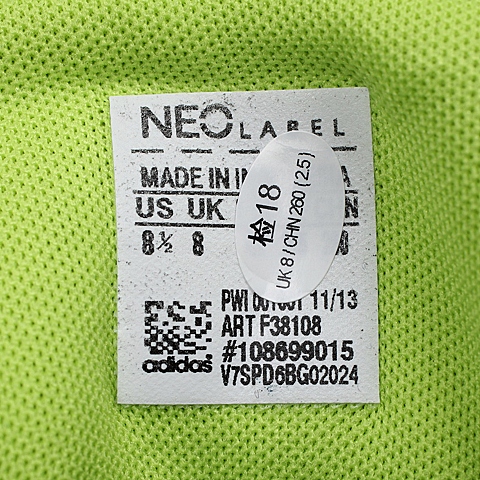 NEO LABEL
MADE IN IN A
US UK N
8½ 8 0
检18
UK 8 / CHN 260 (2.5)
PWI 001001 11/13
ART F38108
#108699015
adidas
V7SPD6BG02024